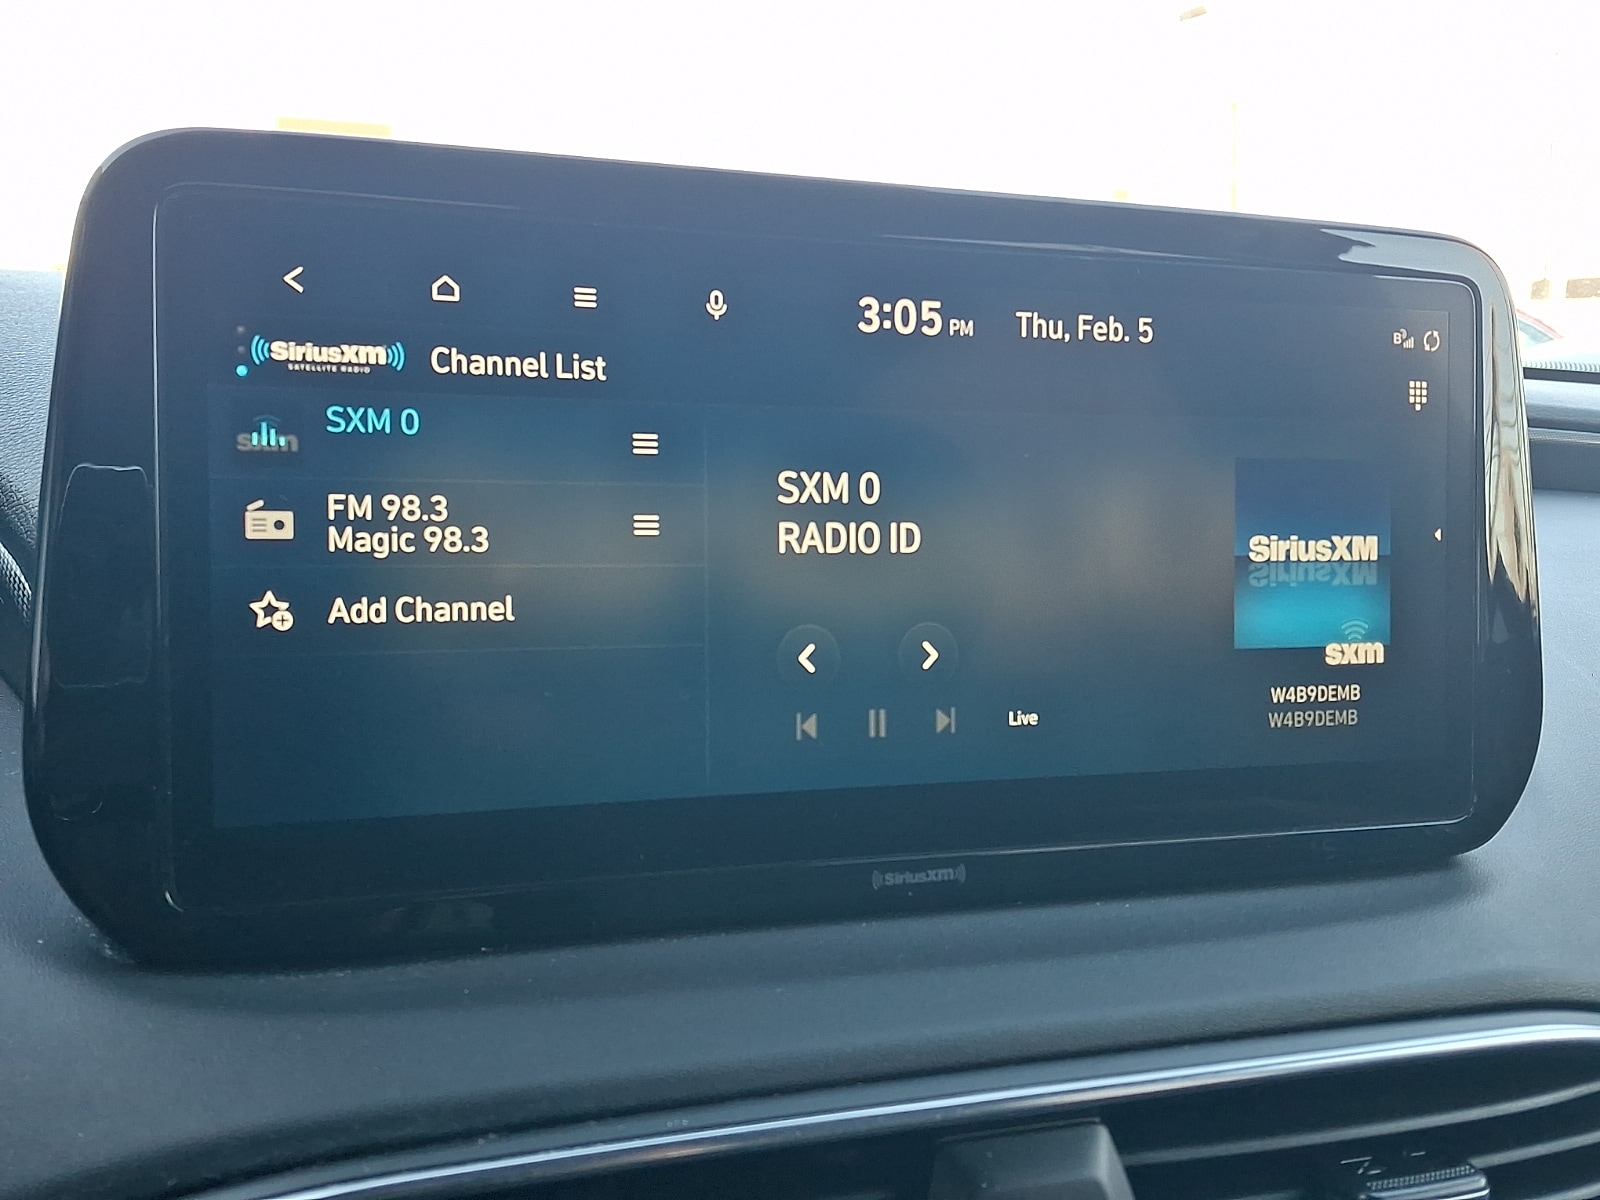 3:05 PM Thu, Feb. 5
SiriusXM Channel List
SATELLITE RADIO
sxm SXM 0
FM 98.3
Magic 98.3
Add Channel
SXM 0
RADIO ID
Live
SiriusXM
sxm
W4B9DEMB
W4B9DEMB
SiriusXM